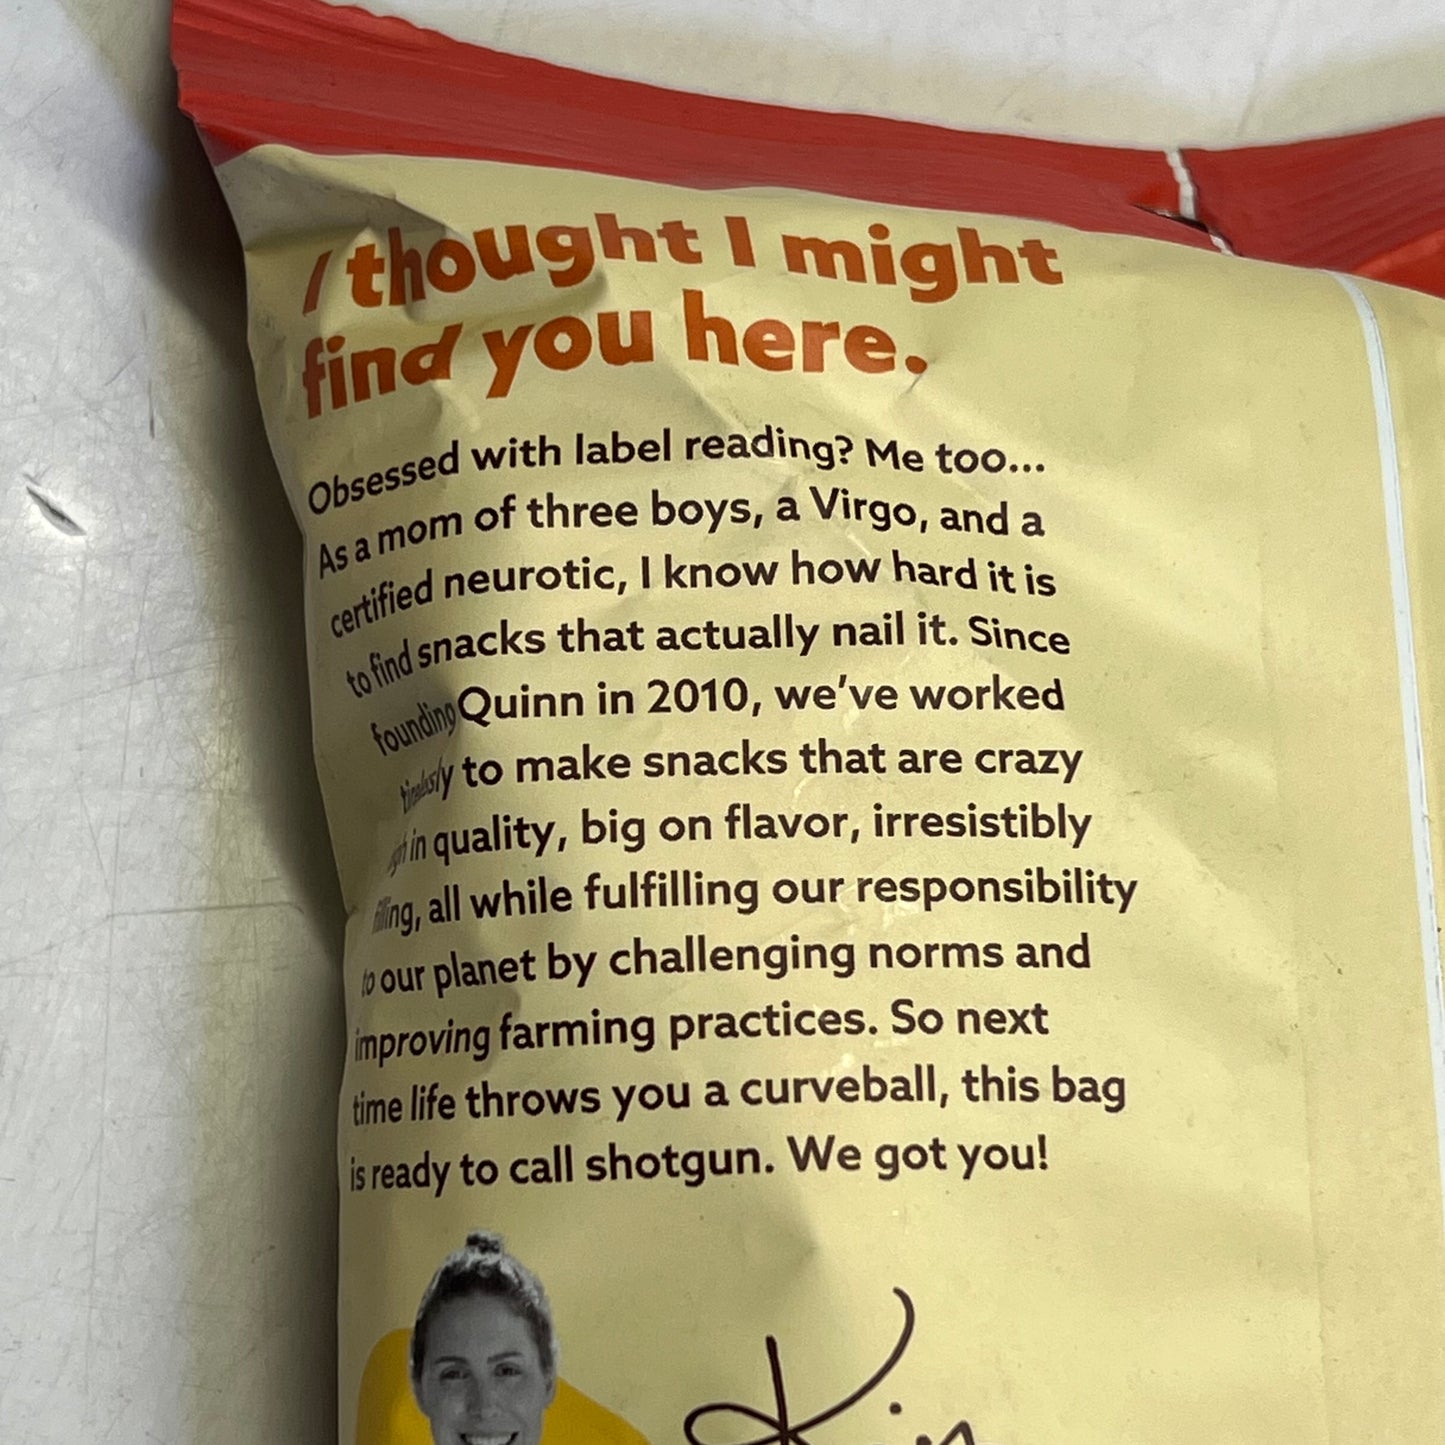 I thought I might
find you here.
Obsessed with label reading? Me too...
As a mom of three boys, a Virgo, and a
certified neurotic, I know how hard it is
to find snacks that actually nail it. Since
founding Quinn in 2010, we've worked
tirelessly to make snacks that are crazy
in quality, big on flavor, irresistibly
filling, all while fulfilling our responsibility
to our planet by challenging norms and
improving farming practices. So next
time life throws you a curveball, this bag
is ready to call shotgun. We got you!